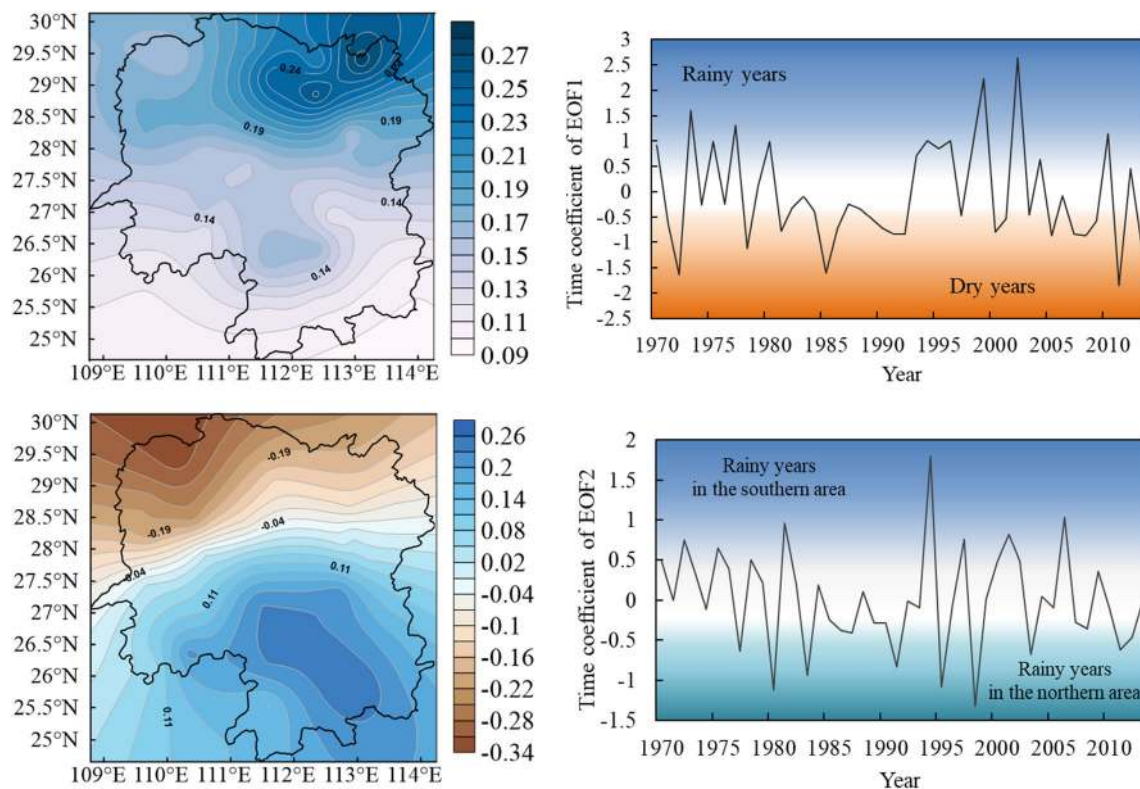 30°N
29.5°N
29°N
28.5°N
28°N
27.5°N
27°N
26.5°N
26°N
25.5°N
25°N
109°E 110°E 111°E 112°E 113°E 114°E
0.24
0.19
0.19
0.14
0.14
0.14
0.27
0.25
0.23
0.21
0.19
0.17
0.15
0.13
0.11
0.09
Time coefficient of EOF1
3
2.5
2
1.5
1
0.5
0
-0.5
-1
-1.5
-2
-2.5
Rainy years
Dry years
1970 1975 1980 1985 1990 1995 2000 2005 2010
Year
30°N
29.5°N
29°N
28.5°N
28°N
27.5°N
27°N
26.5°N
26°N
25.5°N
25°N
109°E 110°E 111°E 112°E 113°E 114°E
-0.19
-0.19
-0.04
-0.04
0.11
0.11
0.11
0.26
0.2
0.14
0.08
0.02
-0.04
-0.1
-0.16
-0.22
-0.28
-0.34
Time coefficient of EOF2
2
1.5
1
0.5
0
-0.5
-1
-1.5
Rainy years
in the southern area
Rainy years
in the northern area
1970 1975 1980 1985 1990 1995 2000 2005 2010
Year